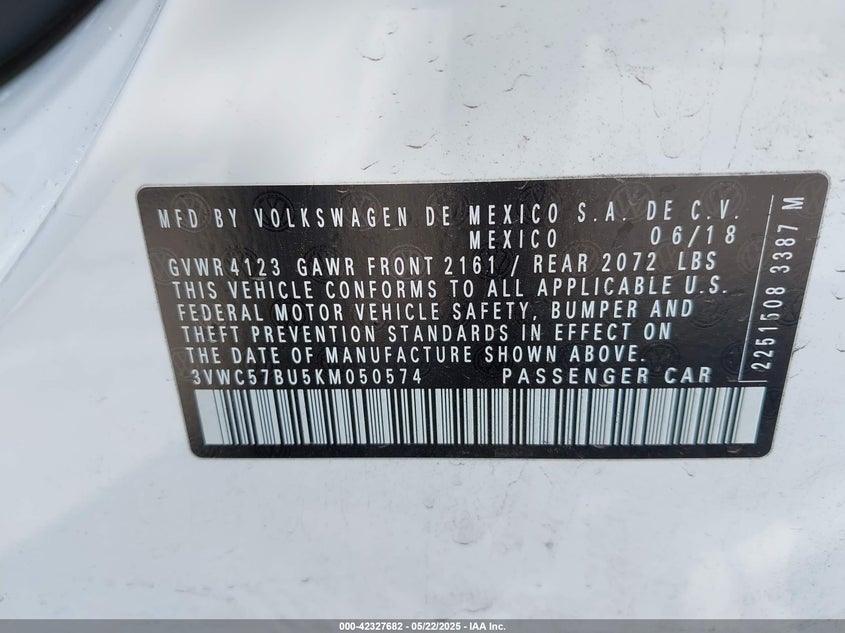 MFD BY VOLKSWAGEN DE MEXICO S.A. DE C.V.
MEXICO 06/18
GVWR 4123 GAWR FRONT 2161 / REAR 2072 LBS
THIS VEHICLE CONFORMS TO ALL APPLICABLE U.S.
FEDERAL MOTOR VEHICLE SAFETY, BUMPER AND
THEFT PREVENTION STANDARDS IN EFFECT ON
THE DATE OF MANUFACTURE SHOWN ABOVE.
3VWC57BU5KM050574 PASSENGER CAR
2251508 3387 M
000-42327682 - 05/22/2025 - IAA Inc.